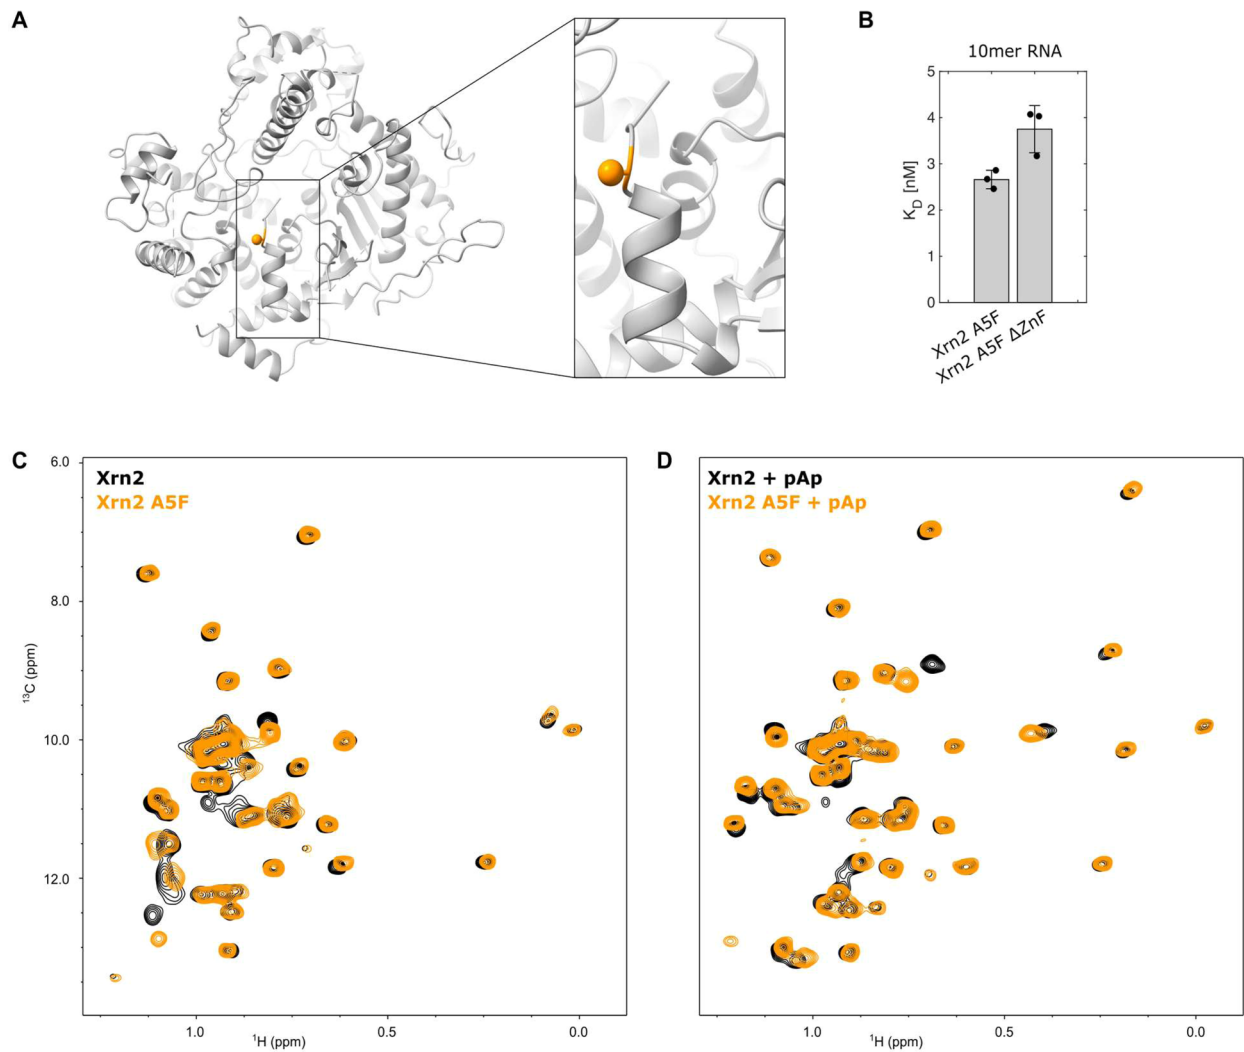 A
B
10mer RNA
5
4
3
2
1
0
K_D [nM]
Xrn2 A5F
Xrn2 A5F ΔZnF
C
Xrn2
Xrn2 A5F
6.0
8.0
10.0
12.0
¹³C (ppm)
1.0 0.5 0.0
¹H (ppm)
D
Xrn2 + pAp
Xrn2 A5F + pAp
1.0 0.5 0.0
¹H (ppm)